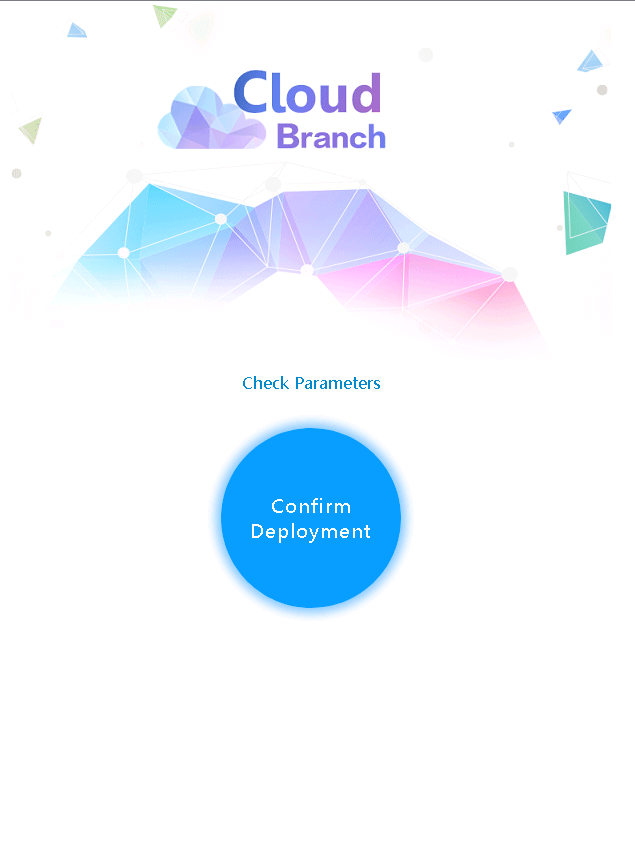 Cloud
Branch
Check Parameters
Confirm
Deployment